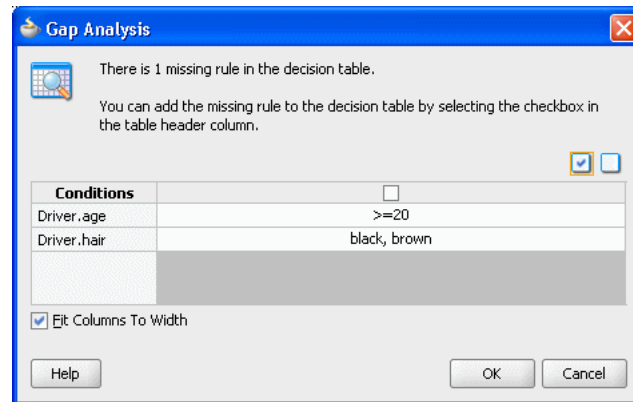 Gap Analysis
There is 1 missing rule in the decision table.
You can add the missing rule to the decision table by selecting the checkbox in
the table header column.
Conditions
Driver.age >=20
Driver.hair black, brown
Fit Columns To Width
Help OK Cancel